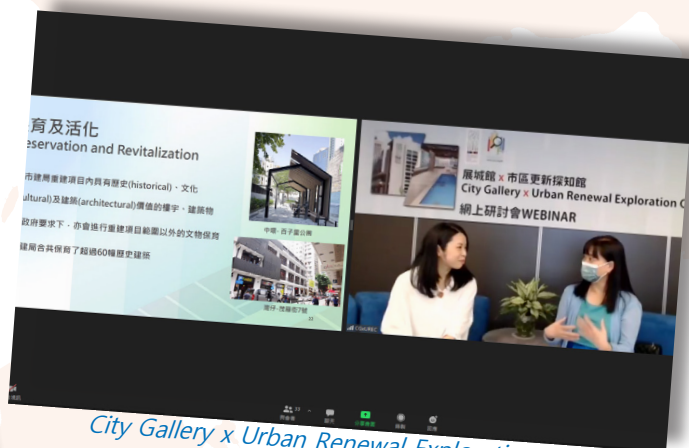 育及活化
eservation and Revitalization
市建局重建項目內具有歷史(historical)、文化
ultural)及建築(architectural)價值的樓宇、建築物
政府要求下，亦會進行重建項目範圍以外的文物保育
建局合共保育了超過60幢歷史建築
中環- 百子里公園
灣仔-茂蘿街7號
展城館 x 市區更新探知館
City Gallery x Urban Renewal Exploration C
網上研討會WEBINAR
City Gallery x Urban Renewal Explorati